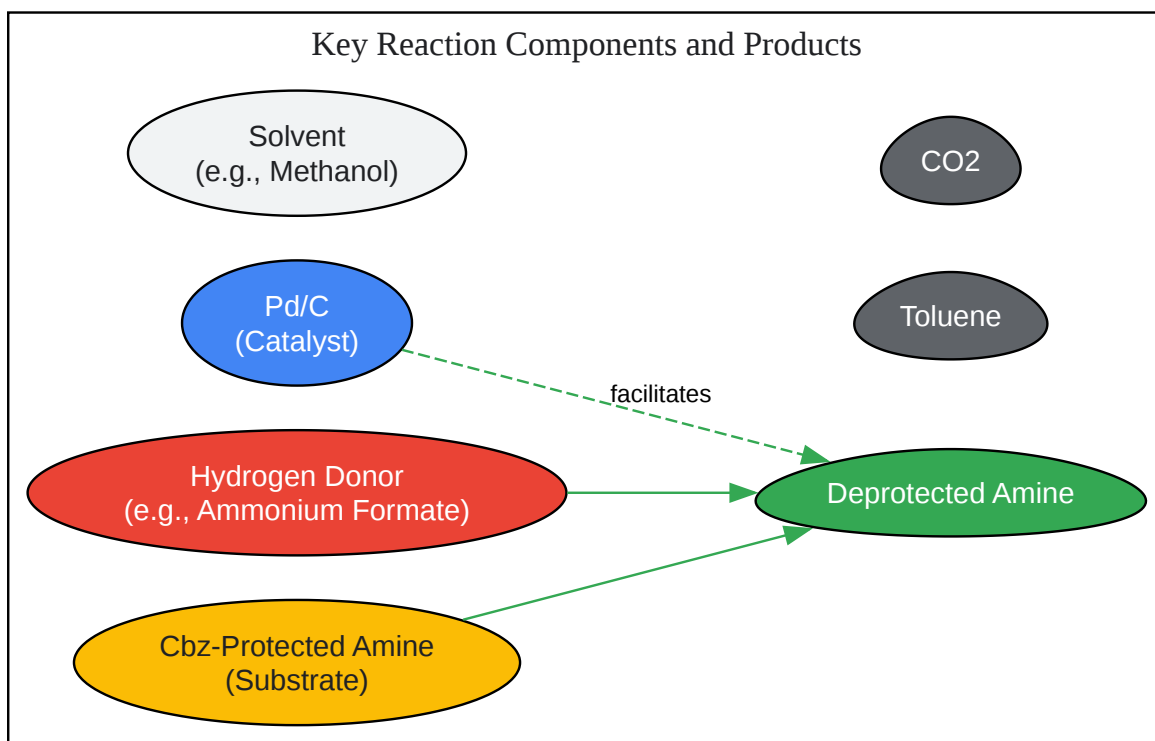 Key Reaction Components and Products
Solvent
(e.g., Methanol)
CO2
Pd/C
(Catalyst)
Toluene
facilitates
Hydrogen Donor
(e.g., Ammonium Formate)
Deprotected Amine
Cbz-Protected Amine
(Substrate)